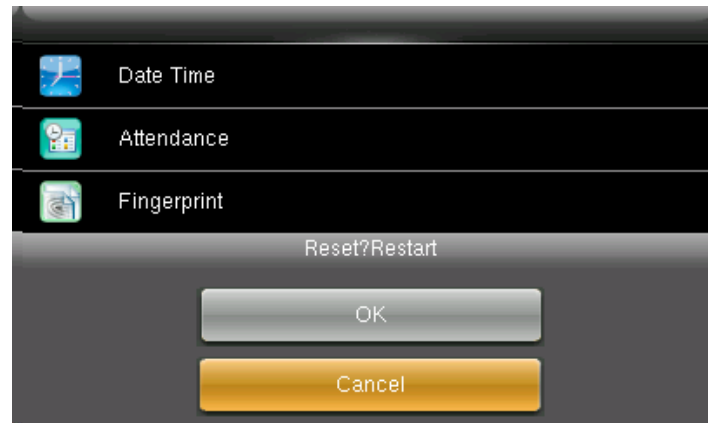 Date Time
Attendance
Fingerprint
Reset?Restart
OK
Cancel